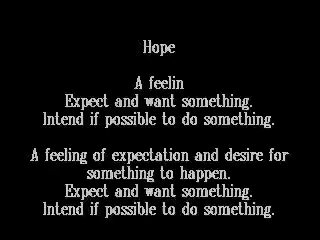 Hope
A feelin
Expect and want something.
Intend if possible to do something.
A feeling of expectation and desire for
something to happen.
Expect and want something.
Intend if possible to do something.